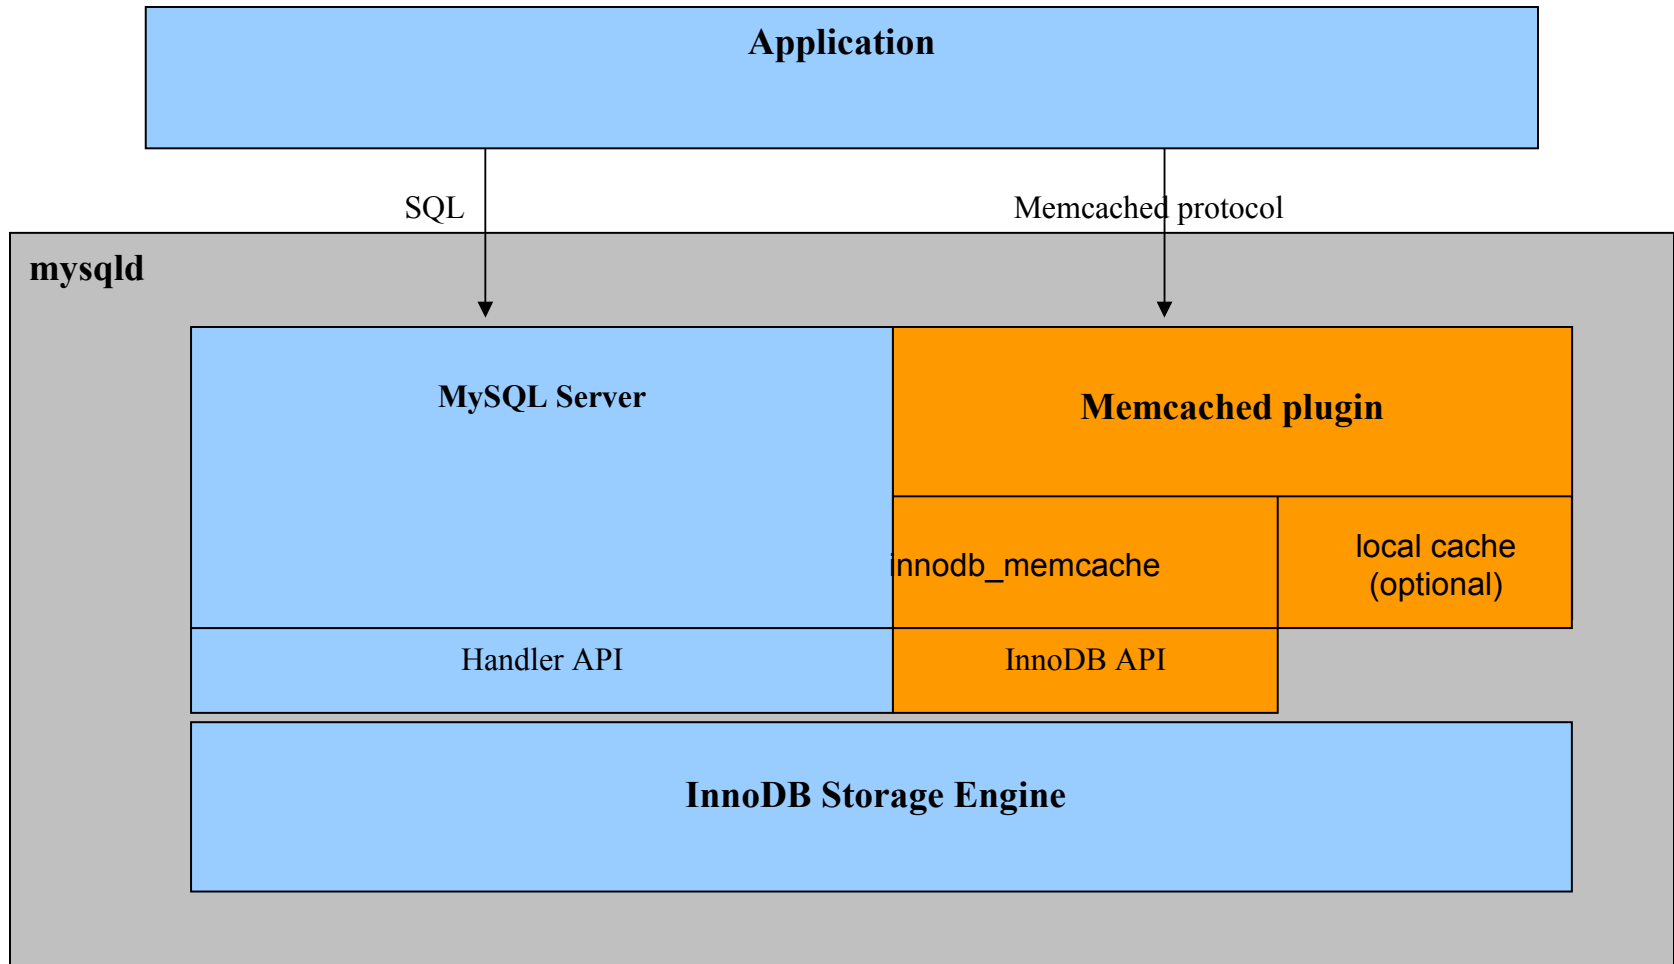 Application
SQL
Memcached protocol
mysqld
MySQL Server
Memcached plugin
innodb_memcache
local cache
(optional)
Handler API
InnoDB API
InnoDB Storage Engine